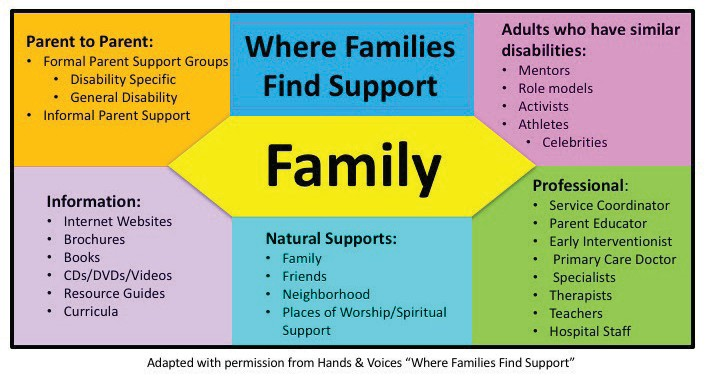 Where Families
Find Support
Family
Parent to Parent:
• Formal Parent Support Groups
• Disability Specific
• General Disability
• Informal Parent Support
Adults who have similar
disabilities:
• Mentors
• Role models
• Activists
• Athletes
• Celebrities
Information:
• Internet Websites
• Brochures
• Books
• CDs/DVDs/Videos
• Resource Guides
• Curricula
Natural Supports:
• Family
• Friends
• Neighborhood
• Places of Worship/Spiritual
Support
Professional:
• Service Coordinator
• Parent Educator
• Early Interventionist
• Primary Care Doctor
• Specialists
• Therapists
• Teachers
• Hospital Staff
Adapted with permission from Hands & Voices “Where Families Find Support”